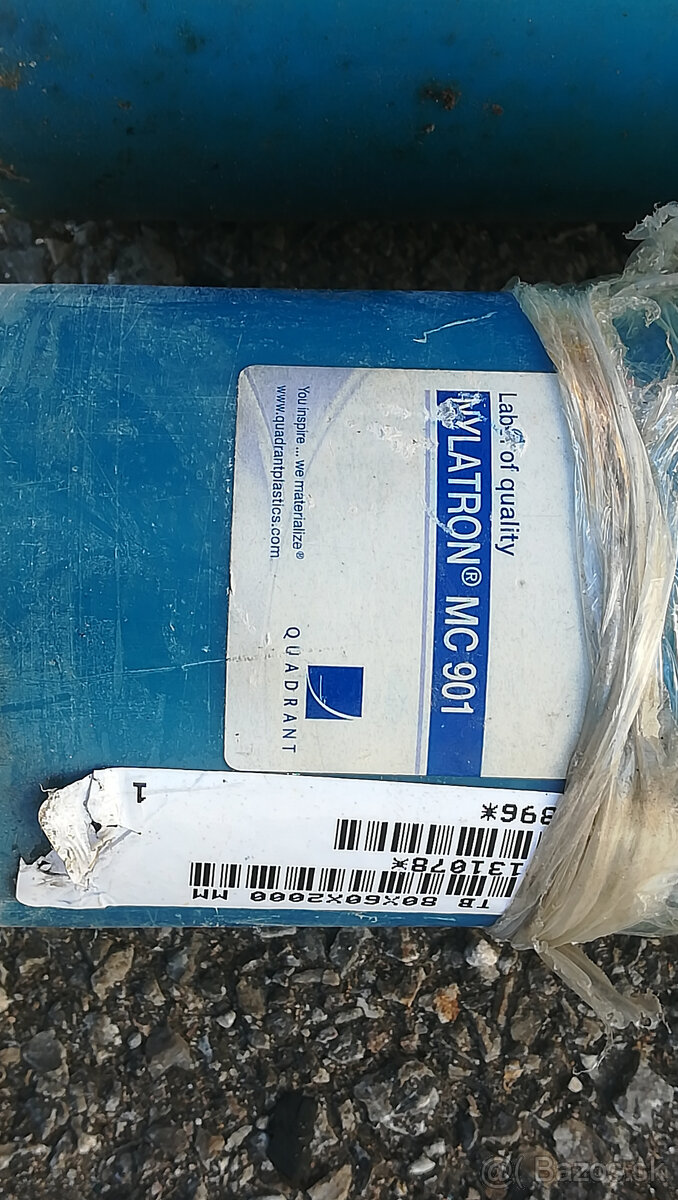 Label of quality
NYLATRON® MC 901
You inspire ... we materialize®
www.quadrantplastics.com
QUADRANT
TB 80X60X2000 MM
131078*
896*
1
@( Bazos.sk